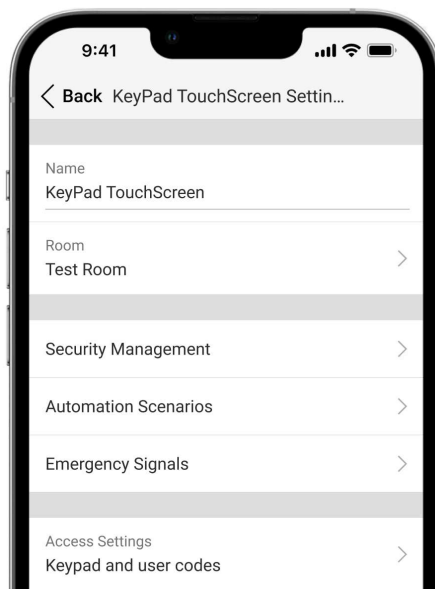 9:41
Back KeyPad TouchScreen Settin...
Name
KeyPad TouchScreen
Room
Test Room
Security Management
Automation Scenarios
Emergency Signals
Access Settings
Keypad and user codes